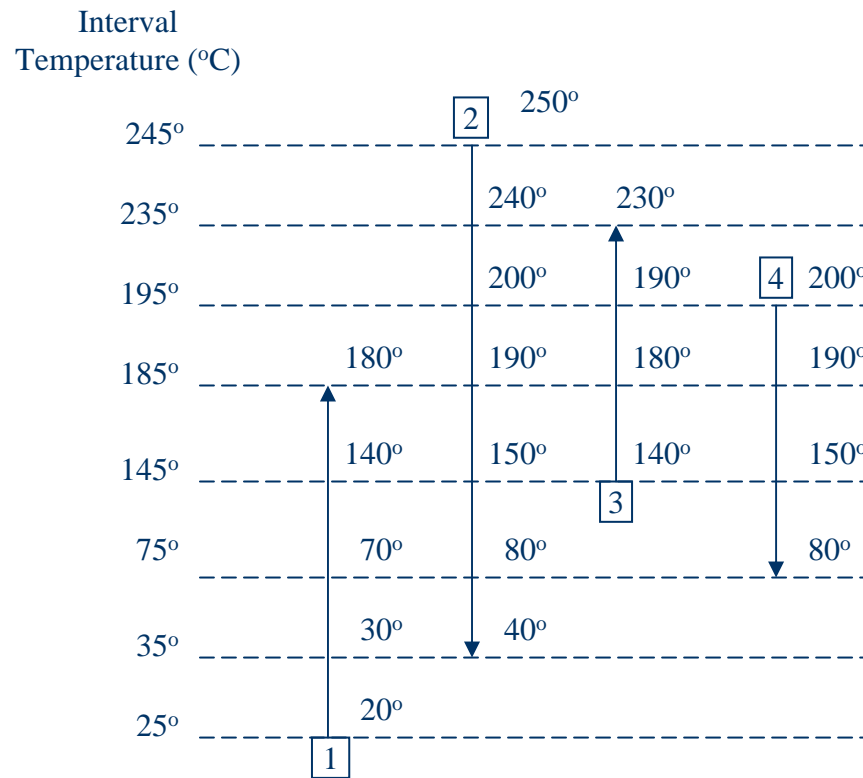 Interval
Temperature (ºC)
2 250º
245º
240º 230º
235º
200º 190º 4 200º
195º
180º 190º 180º 190º
185º
140º 150º 140º 150º
145º
3
70º 80º 80º
75º
30º 40º
35º
20º
25º
1